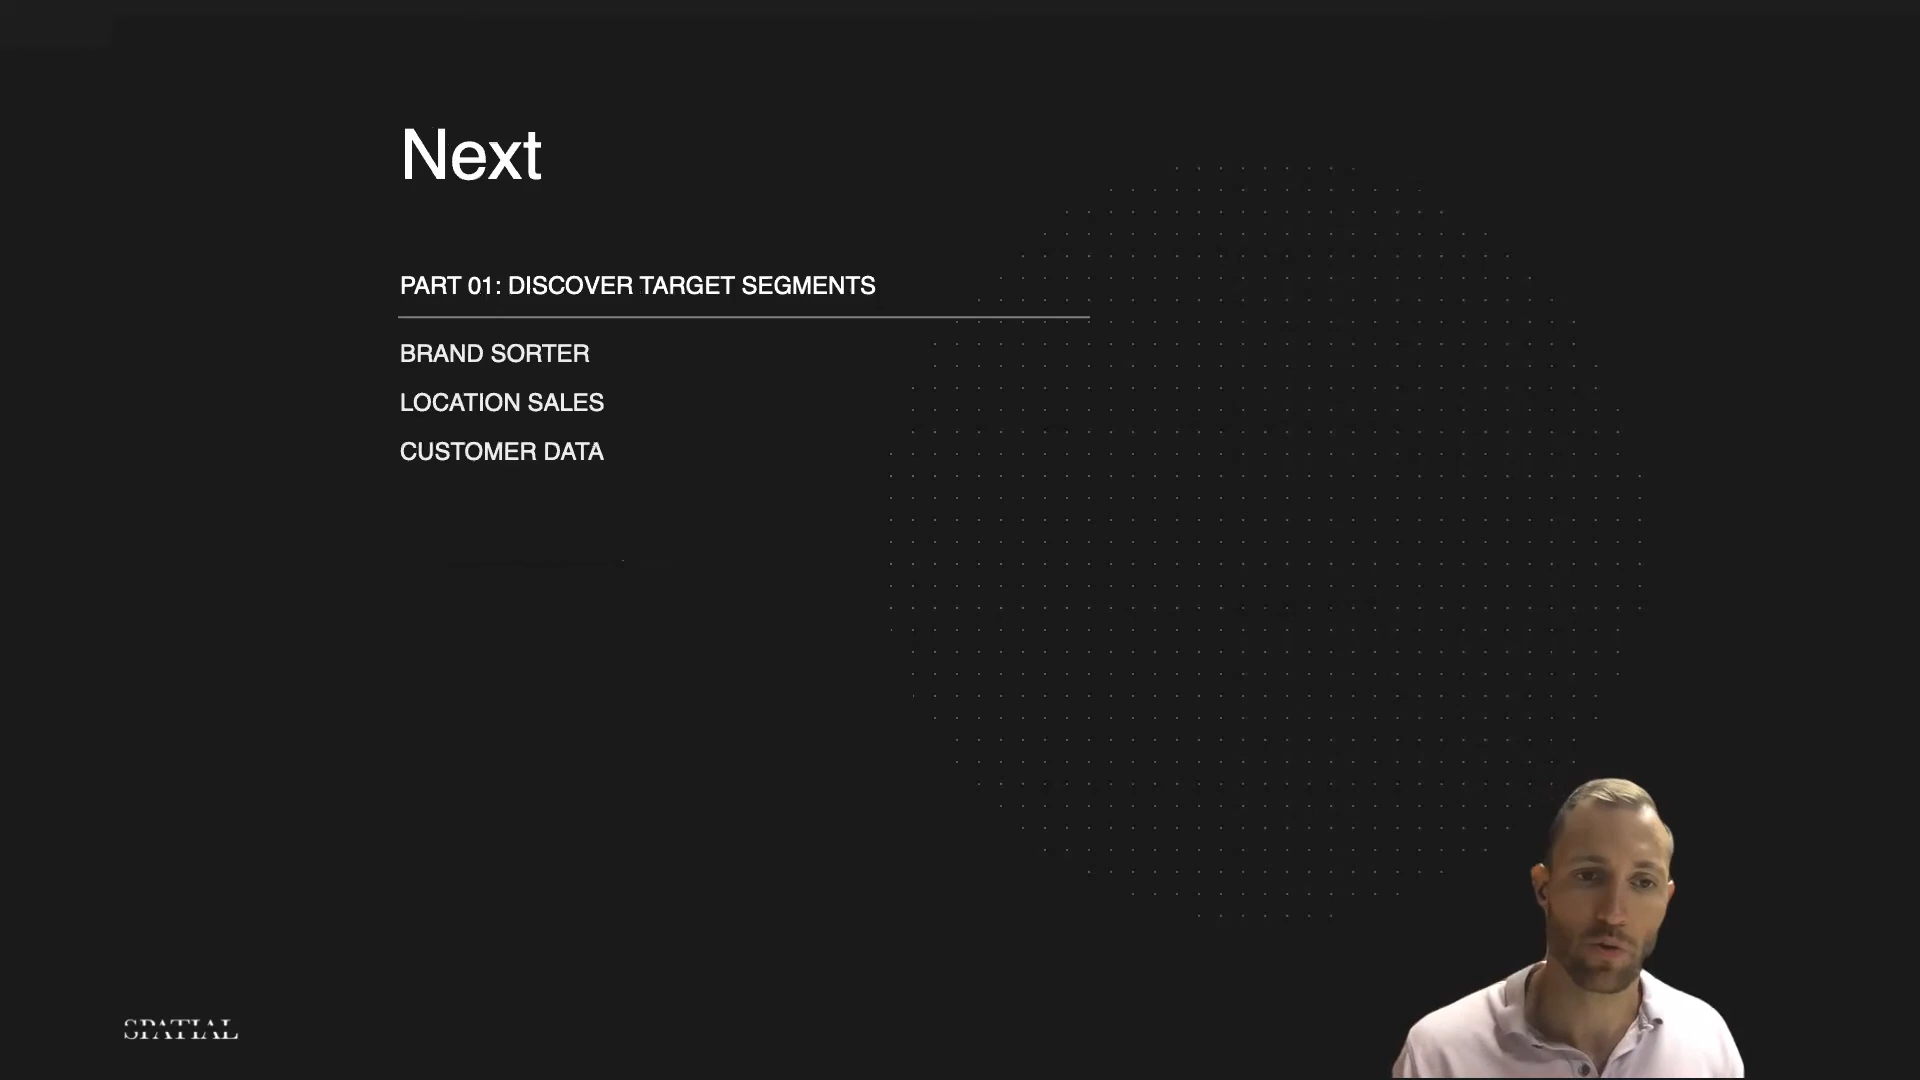 Next
PART 01: DISCOVER TARGET SEGMENTS
BRAND SORTER
LOCATION SALES
CUSTOMER DATA
SPATIAL